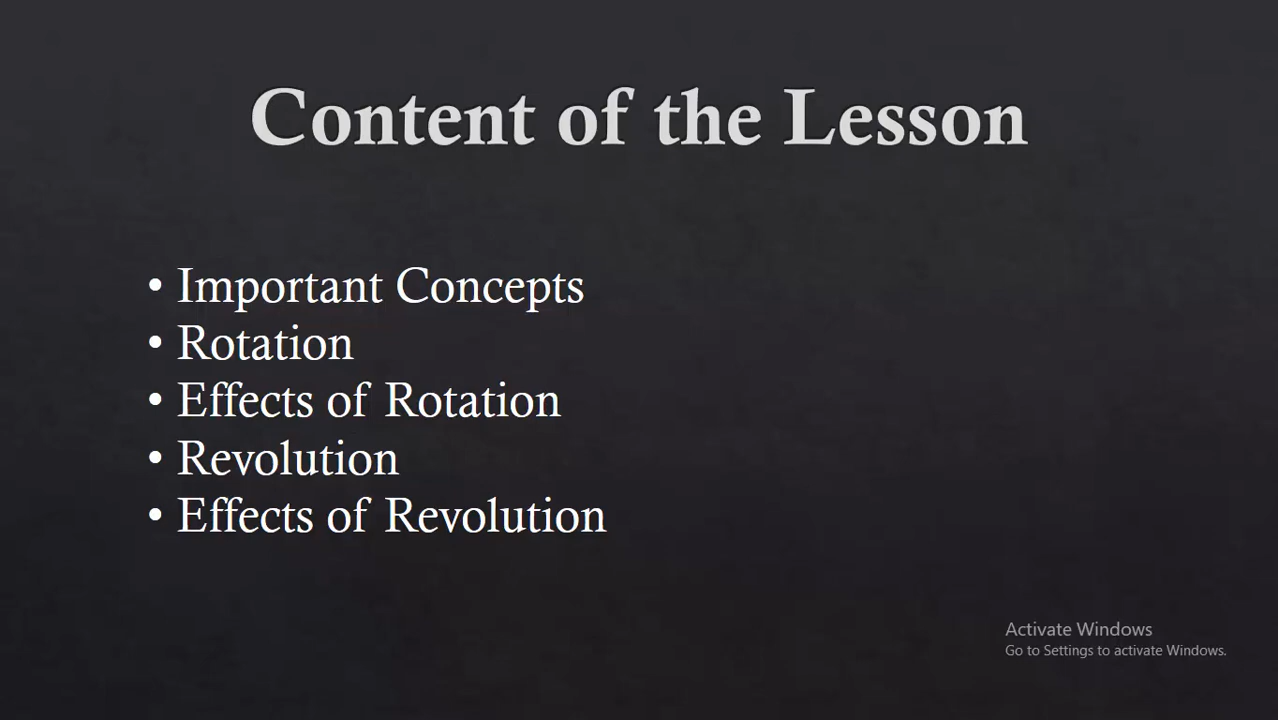 Content of the Lesson
• Important Concepts
• Rotation
• Effects of Rotation
• Revolution
• Effects of Revolution
Activate Windows
Go to Settings to activate Windows.